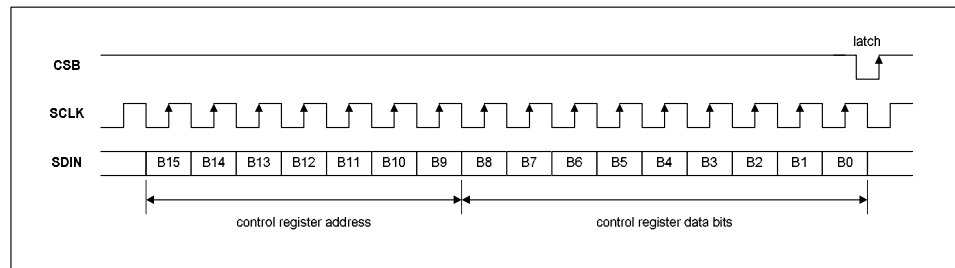 latch
CSB
SCLK
SDIN B15 B14 B13 B12 B11 B10 B9 B8 B7 B6 B5 B4 B3 B2 B1 B0
control register address control register data bits